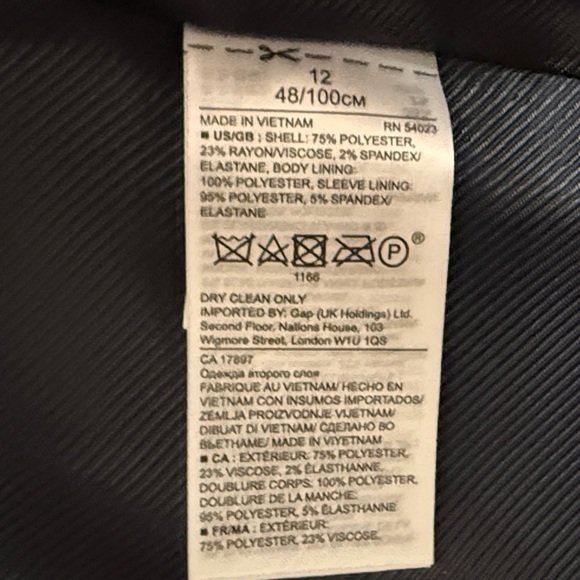 12
48/100CM
MADE IN VIETNAM RN 54023
■ US/GB : SHELL: 75% POLYESTER,
23% RAYON/VISCOSE, 2% SPANDEX/
ELASTANE, BODY LINING:
100% POLYESTER, SLEEVE LINING:
95% POLYESTER, 5% SPANDEX/
ELASTANE
P ®
1166
DRY CLEAN ONLY
IMPORTED BY: Gap (UK Holdings) Ltd.
Second Floor, Nations House, 103
Wigmore Street, London W1U 1QS
CA 17897
Одежда второго слоя
FABRIQUÉ AU VIETNAM/ HECHO EN
VIETNAM CON INSUMOS IMPORTADOS/
ZEMLJA PROIZVODNJE VIJETNAM/
DIBUAT DI VIETNAM/ СДЕЛАНО ВО
ВЬЕТНАМЕ/ MADE IN VIYETNAM
■ CA : EXTÉRIEUR: 75% POLYESTER,
23% VISCOSE, 2% ÉLASTHANNE,
DOUBLURE CORPS: 100% POLYESTER,
DOUBLURE DE LA MANCHE:
95% POLYESTER, 5% ÉLASTHANNE
■ FR/MA : EXTÉRIEUR:
75% POLYESTER, 23% VISCOSE,